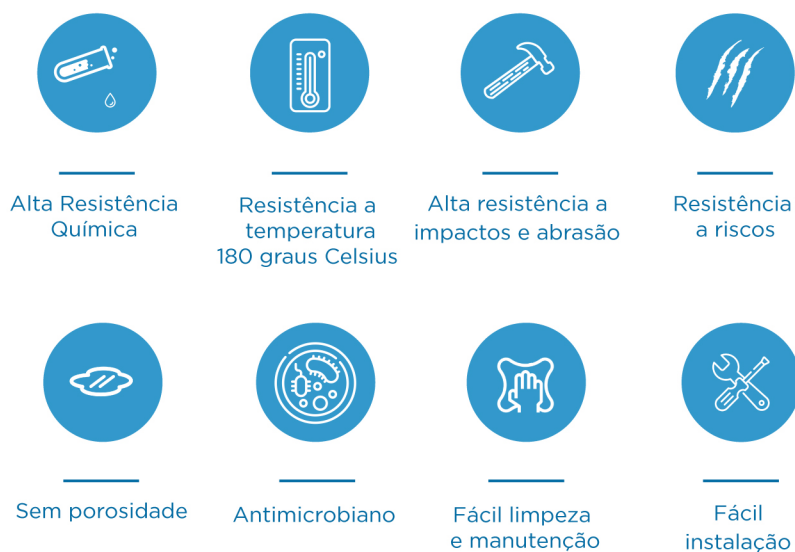 Alta Resistência
Química
Resistência a
temperatura
180 graus Celsius
Alta resistência a
impactos e abrasão
Resistência
a riscos
Sem porosidade
Antimicrobiano
Fácil limpeza
e manutenção
Fácil
instalação